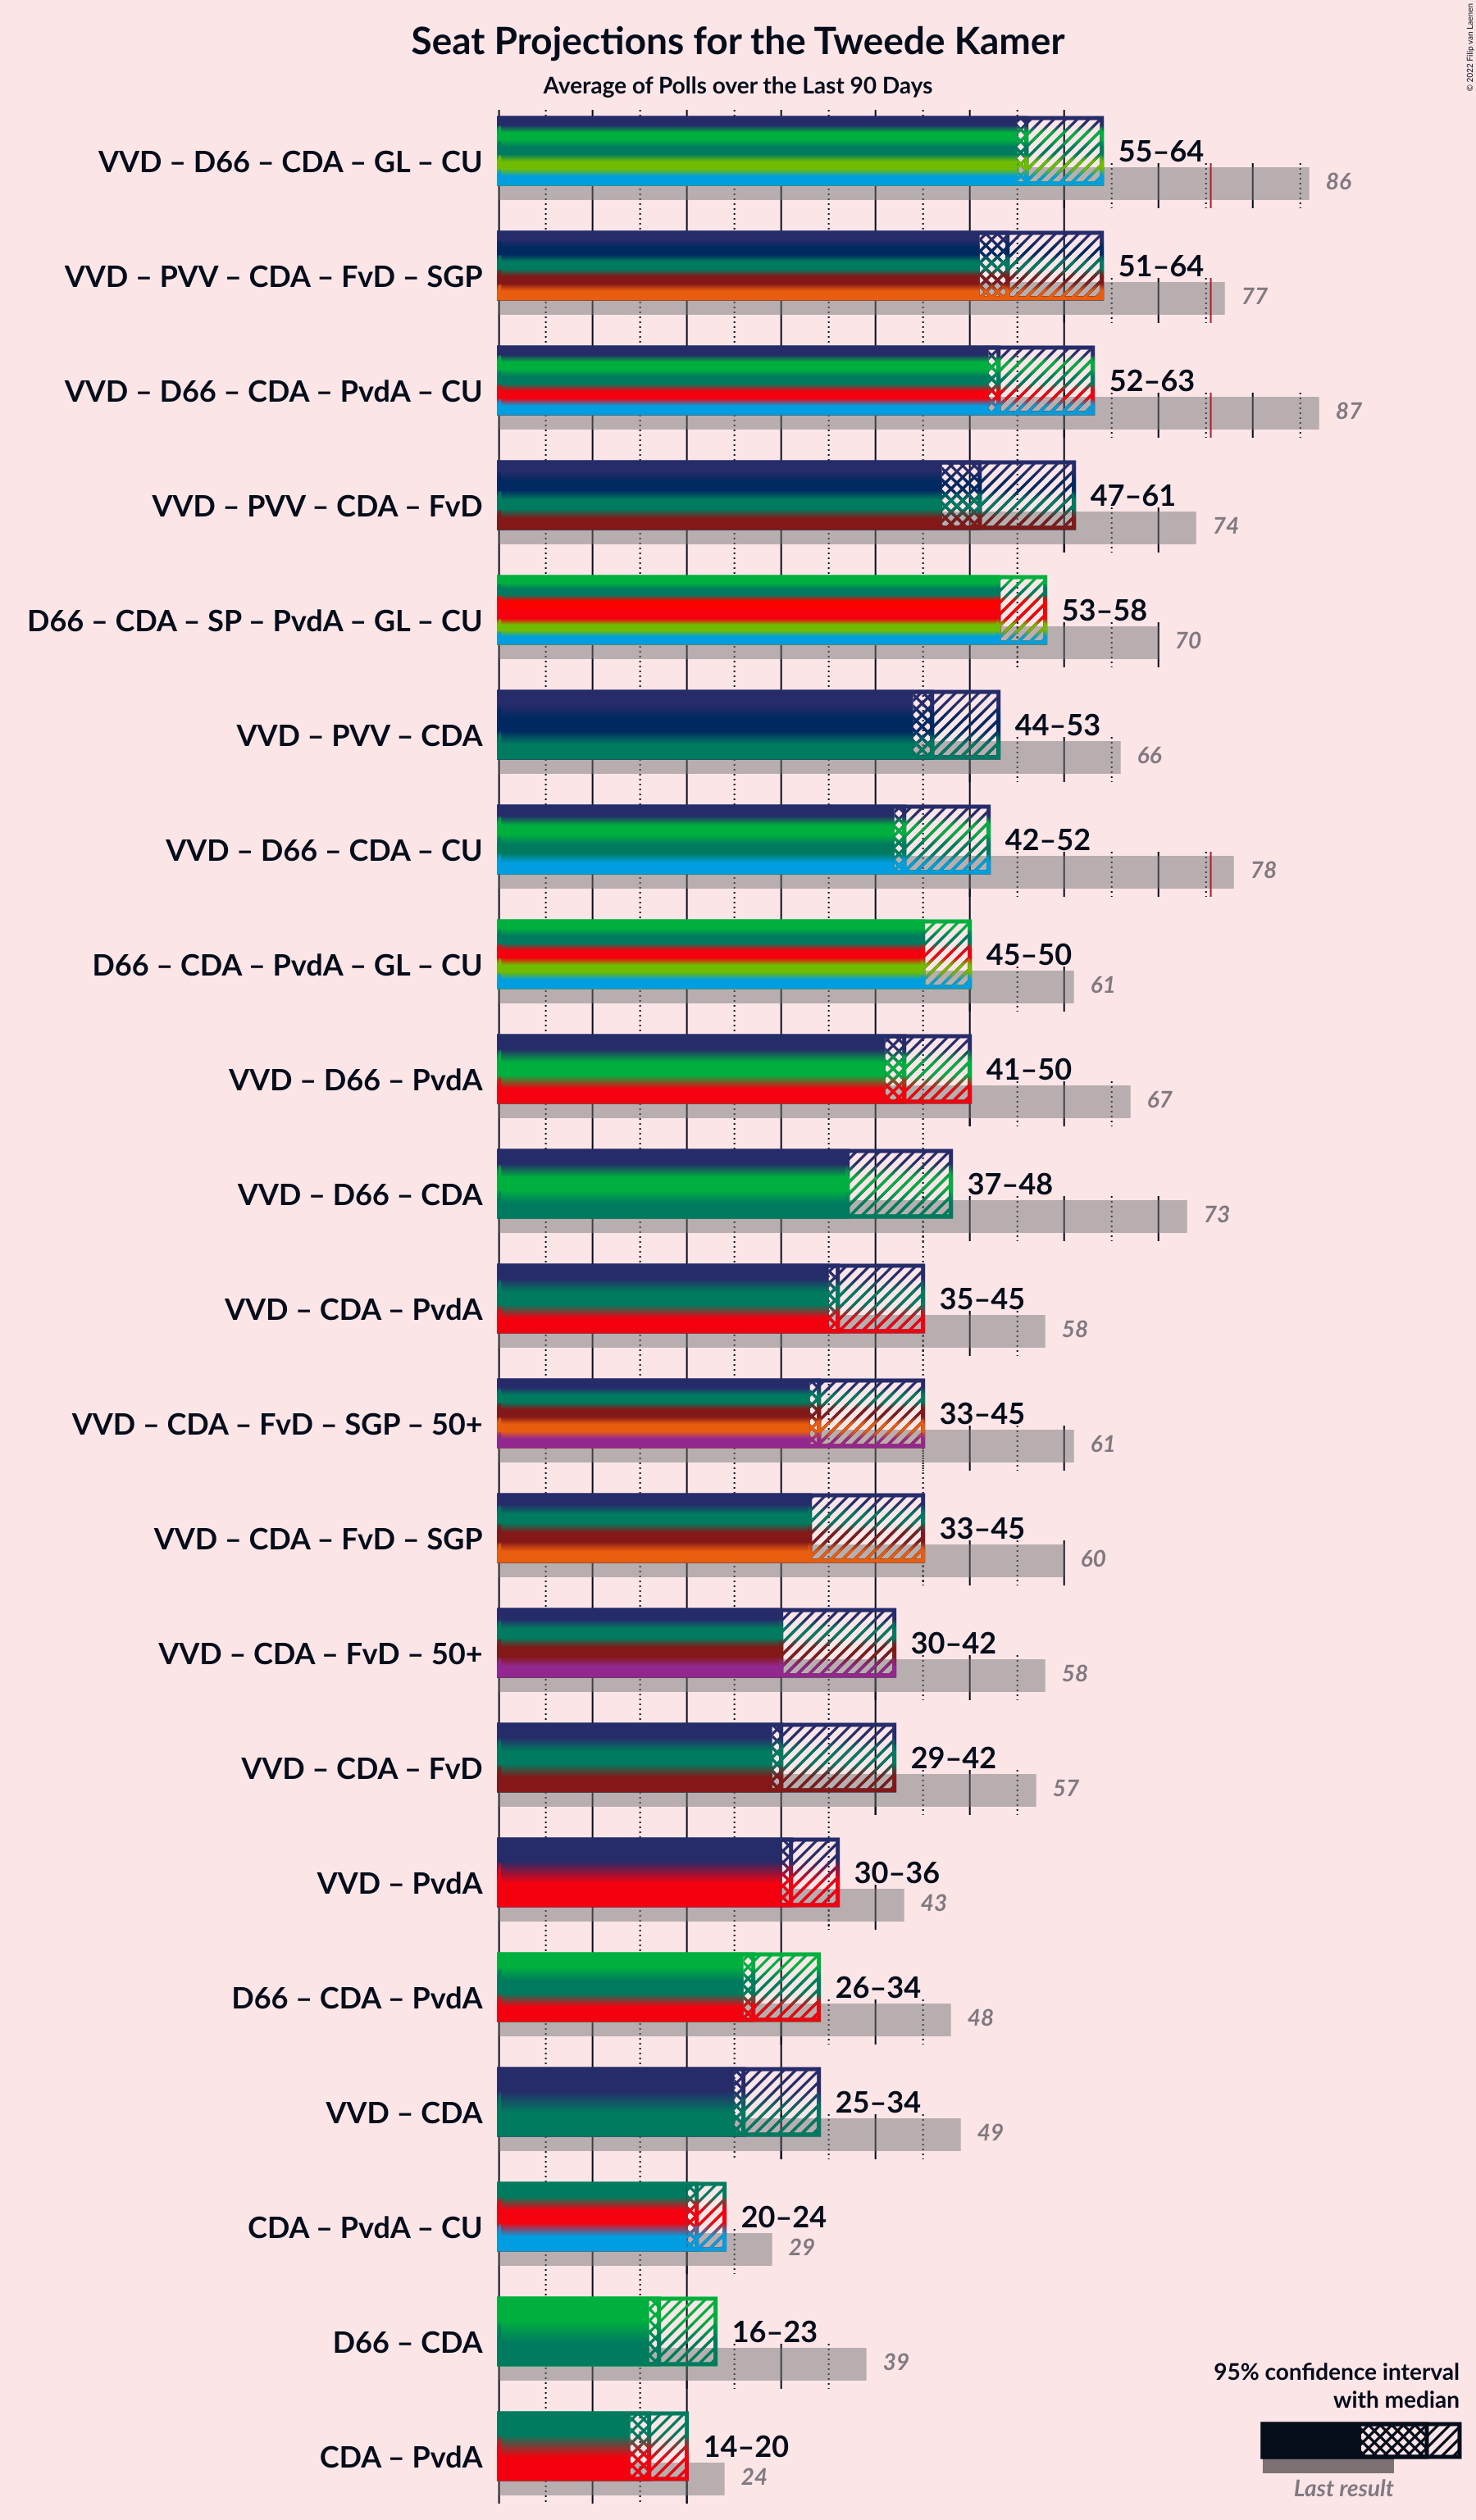 Seat Projections for the Tweede Kamer
Average of Polls over the Last 90 Days
© 2022 Filip van Laenen
VVD – D66 – CDA – GL – CU 55–64 86
VVD – PVV – CDA – FvD – SGP 51–64 77
VVD – D66 – CDA – PvdA – CU 52–63 87
VVD – PVV – CDA – FvD 47–61 74
D66 – CDA – SP – PvdA – GL – CU 53–58 70
VVD – PVV – CDA 44–53 66
VVD – D66 – CDA – CU 42–52 78
D66 – CDA – PvdA – GL – CU 45–50 61
VVD – D66 – PvdA 41–50 67
VVD – D66 – CDA 37–48 73
VVD – CDA – PvdA 35–45 58
VVD – CDA – FvD – SGP – 50+ 33–45 61
VVD – CDA – FvD – SGP 33–45 60
VVD – CDA – FvD – 50+ 30–42 58
VVD – CDA – FvD 29–42 57
VVD – PvdA 30–36 43
D66 – CDA – PvdA 26–34 48
VVD – CDA 25–34 49
CDA – PvdA – CU 20–24 29
D66 – CDA 16–23 39
CDA – PvdA 14–20 24
95% confidence interval
with median
Last result